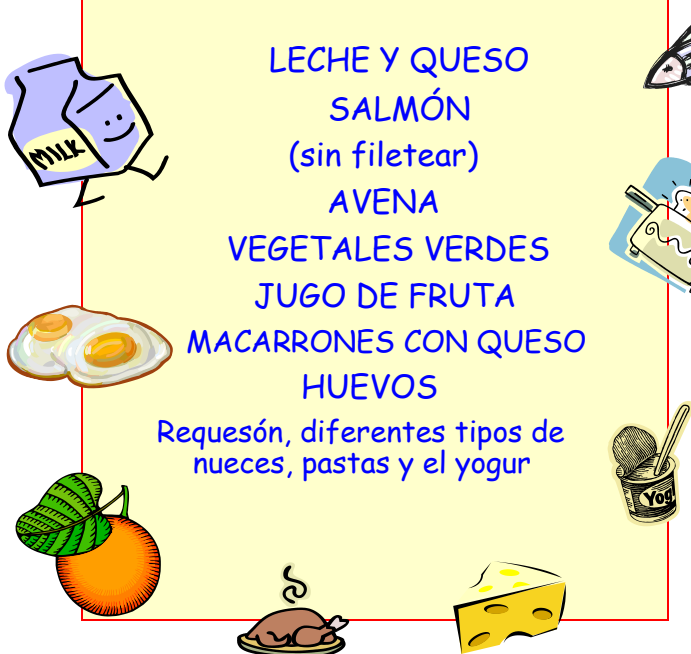 LECHE Y QUESO
SALMÓN
(sin filetear)
AVENA
VEGETALES VERDES
JUGO DE FRUTA
MACARRONES CON QUESO
HUEVOS
Requesón, diferentes tipos de
nueces, pastas y el yogur
MILK
Yog